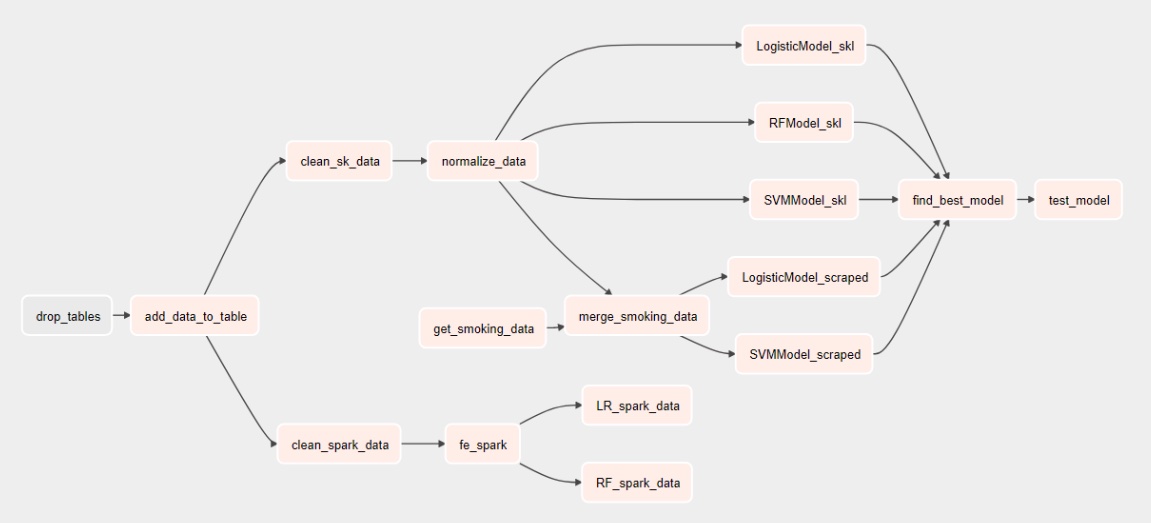 LogisticModel_skl
RFModel_skl
clean_sk_data
normalize_data
SVMModel_skl
find_best_model
test_model
LogisticModel_scraped
drop_tables
add_data_to_table
get_smoking_data
merge_smoking_data
SVMModel_scraped
LR_spark_data
clean_spark_data
fe_spark
RF_spark_data